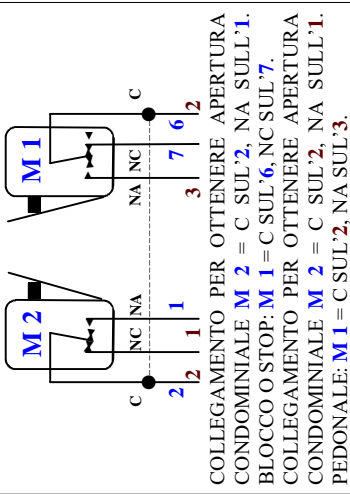 M 2 M 1
C NC NA NA NC C
2 1 7 6
2 1 3 2
COLLEGAMENTO PER OTTENERE APERTURA
CONDOMINIALE M 2 = C SUL'2, NA SULL'1.
BLOCCO O STOP: M 1 = C SUL'6, NC SUL'7.
COLLEGAMENTO PER OTTENERE APERTURA
CONDOMINIALE M 2 = C SUL'2, NA SULL'1.
PEDONALE: M 1 = C SUL'2, NA SUL'3.